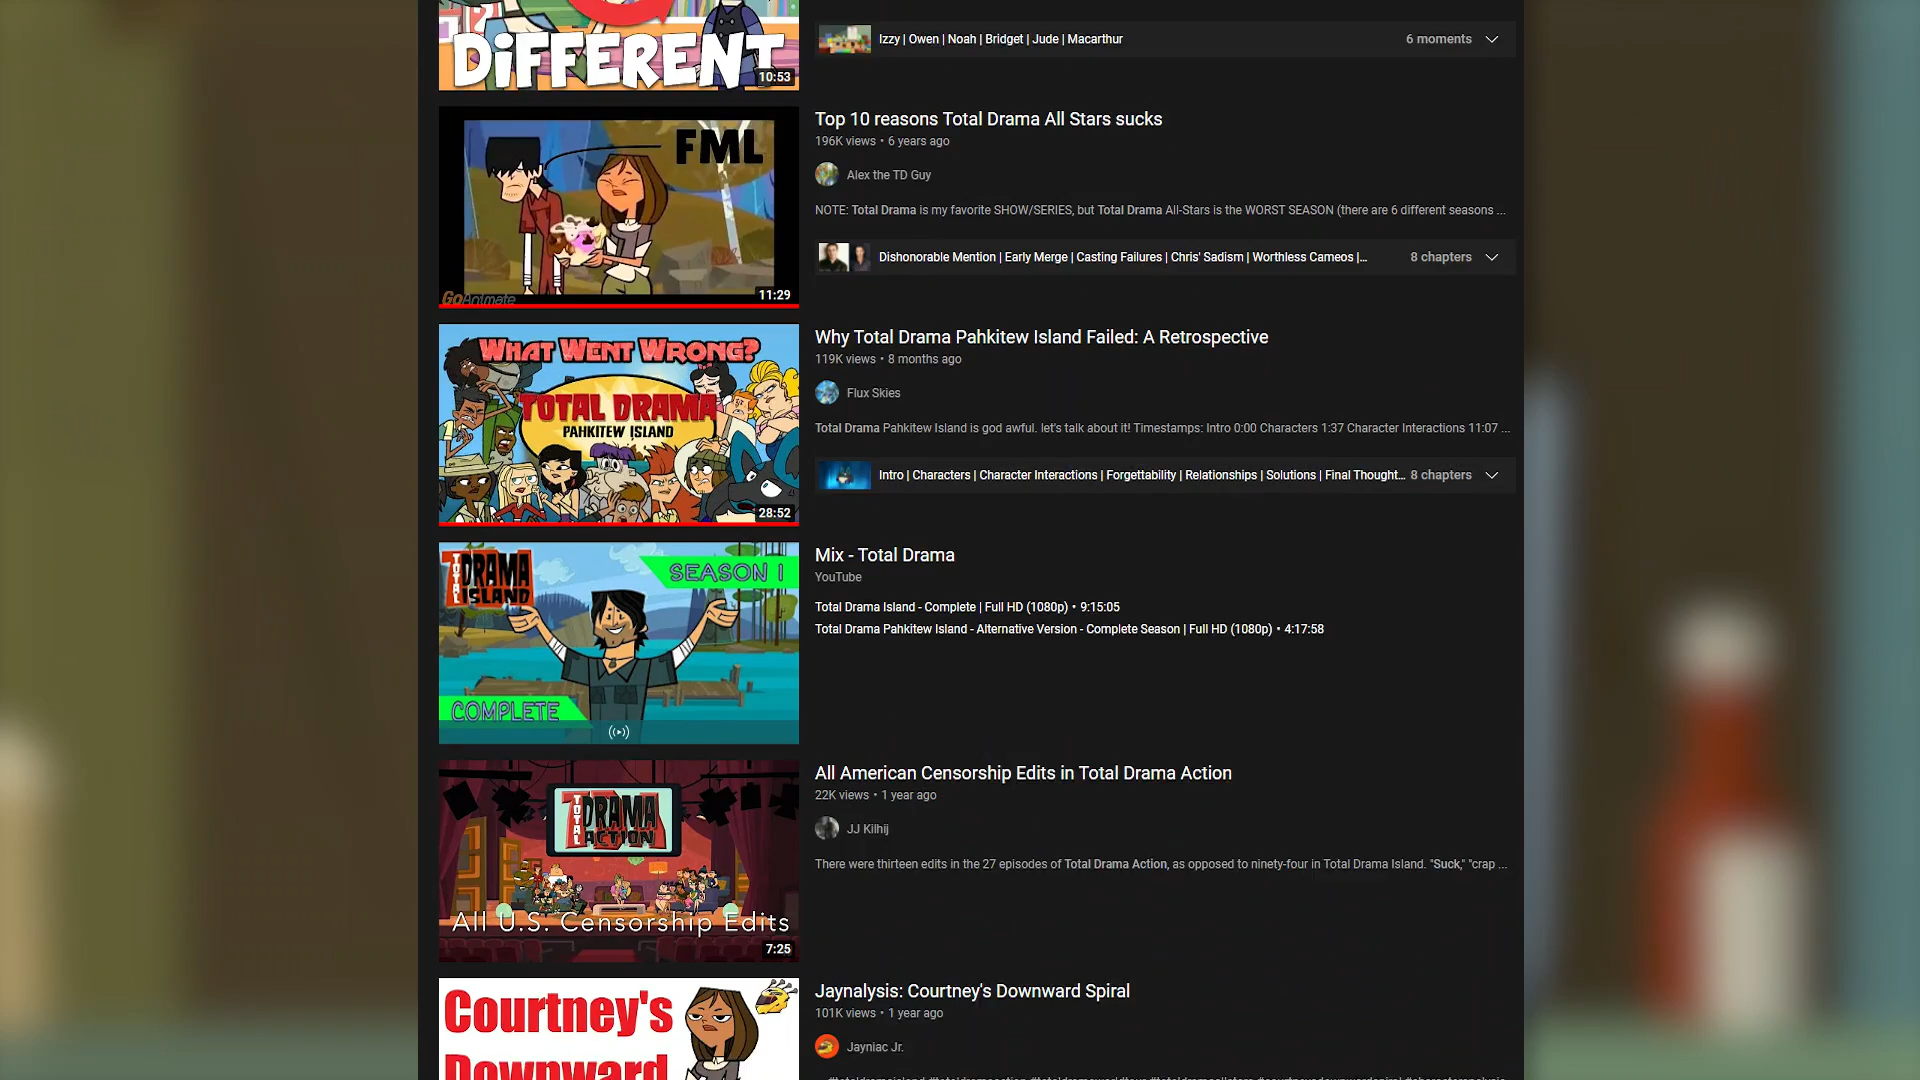 DiFFERENT
10:53
Izzy | Owen | Noah | Bridget | Jude | Macarthur
6 moments
FML
GoAnimate
11:29
Top 10 reasons Total Drama All Stars sucks
196K views • 6 years ago
Alex the TD Guy
NOTE: Total Drama is my favorite SHOW/SERIES, but Total Drama All-Stars is the WORST SEASON (there are 6 different seasons ...
Dishonorable Mention | Early Merge | Casting Failures | Chris' Sadism | Worthless Cameos |...
8 chapters
WHAT WENT WRONG?
TOTAL DRAMA
PAHKITEW ISLAND
28:52
Why Total Drama Pahkitew Island Failed: A Retrospective
119K views • 8 months ago
Flux Skies
Total Drama Pahkitew Island is god awful. let's talk about it! Timestamps: Intro 0:00 Characters 1:37 Character Interactions 11:07 ...
Intro | Characters | Character Interactions | Forgettability | Relationships | Solutions | Final Thought...
8 chapters
TOTAL
DRAMA
ISLAND
SEASON 1
COMPLETE
Mix - Total Drama
YouTube
Total Drama Island - Complete | Full HD (1080p) • 9:15:05
Total Drama Pahkitew Island - Alternative Version - Complete Season | Full HD (1080p) • 4:17:58
TOTAL
DRAMA
ACTION
All U.S. Censorship Edits
7:25
All American Censorship Edits in Total Drama Action
22K views • 1 year ago
JJ Kilhij
There were thirteen edits in the 27 episodes of Total Drama Action, as opposed to ninety-four in Total Drama Island. "Suck," "crap ...
Courtney's
Downward
Jaynalysis: Courtney's Downward Spiral
101K views • 1 year ago
Jayniac Jr.